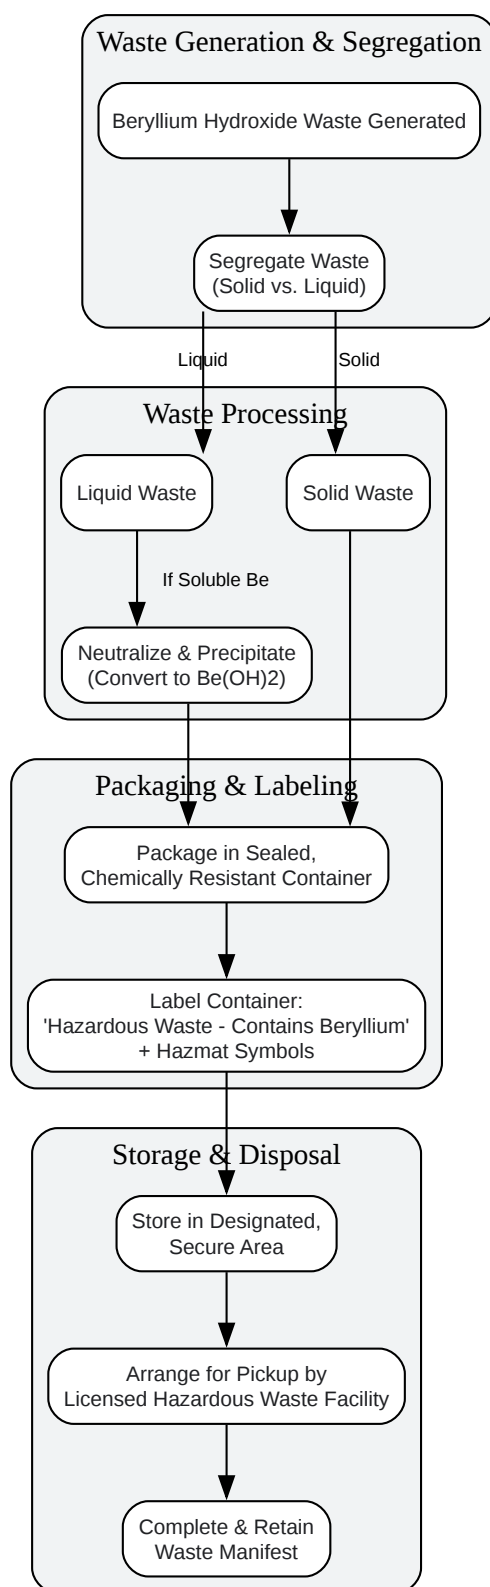 Waste Generation & Segregation
Beryllium Hydroxide Waste Generated
Segregate Waste
(Solid vs. Liquid)
Liquid
Solid
Waste Processing
Liquid Waste
Solid Waste
If Soluble Be
Neutralize & Precipitate
(Convert to Be(OH)2)
Packaging & Labeling
Package in Sealed,
Chemically Resistant Container
Label Container:
'Hazardous Waste - Contains Beryllium'
+ Hazmat Symbols
Storage & Disposal
Store in Designated,
Secure Area
Arrange for Pickup by
Licensed Hazardous Waste Facility
Complete & Retain
Waste Manifest